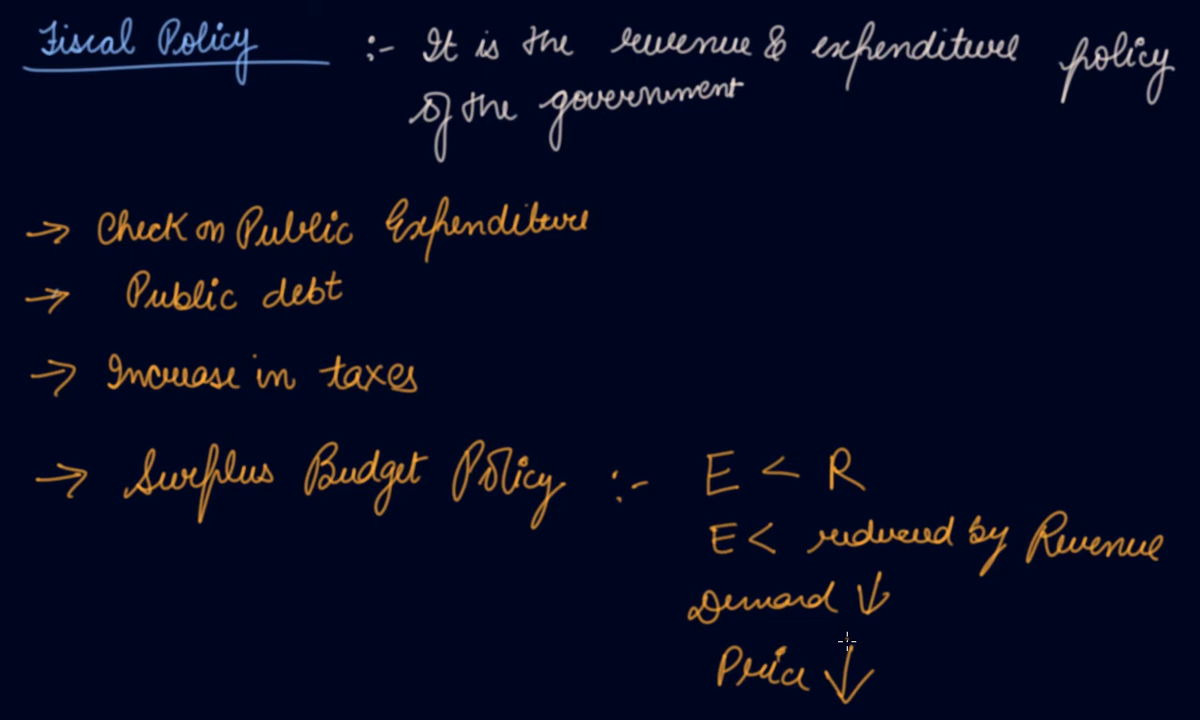 Fiscal Policy :- It is the revenue & expenditure policy
of the government
→ Check on Public Expenditure
→ Public debt
→ Increase in taxes
→ Surplus Budget Policy :- E < R
E < reduced by Revenue
Demand ↓
Price ↓